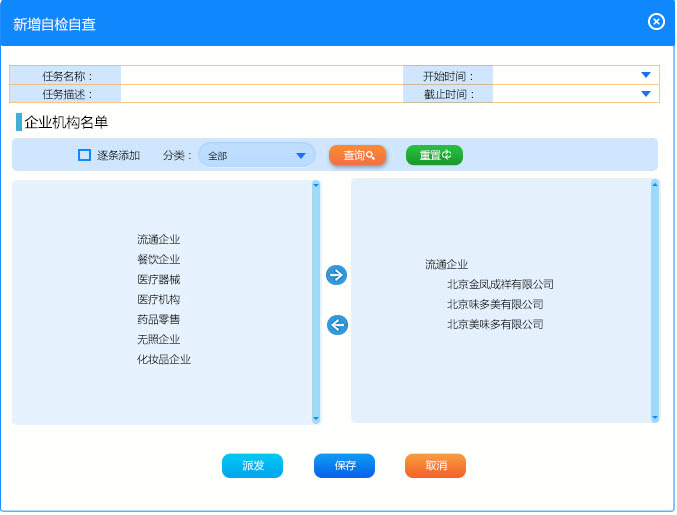 新增自检自查
任务名称： 开始时间：
任务描述： 截止时间：
企业机构名单
逐条添加 分类： 全部 查询 重置
流通企业
餐饮企业
医疗器械
医疗机构
药品零售
无照企业
化妆品企业
流通企业
北京金凤成祥有限公司
北京味多美有限公司
北京美味多有限公司
派发 保存 取消